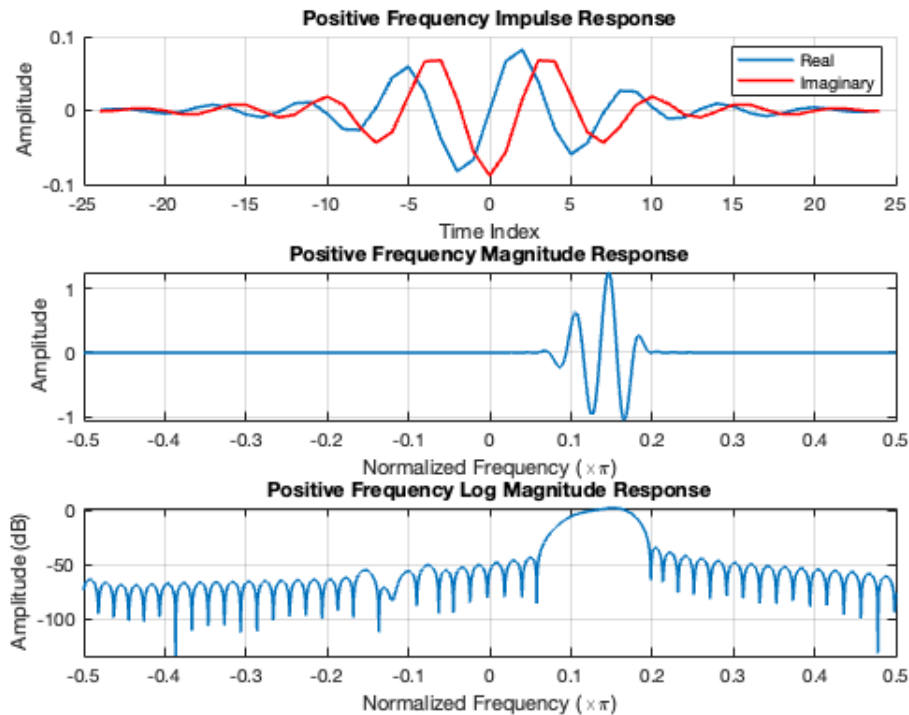 Positive Frequency Impulse Response
Amplitude
0.1
0
-0.1
Real
Imaginary
-25 -20 -15 -10 -5 0 5 10 15 20 25
Time Index
Positive Frequency Magnitude Response
Amplitude
1
0
-1
-0.5 -0.4 -0.3 -0.2 -0.1 0 0.1 0.2 0.3 0.4 0.5
Normalized Frequency (×π)
Positive Frequency Log Magnitude Response
Amplitude (dB)
0
-50
-100
-0.5 -0.4 -0.3 -0.2 -0.1 0 0.1 0.2 0.3 0.4 0.5
Normalized Frequency (×π)